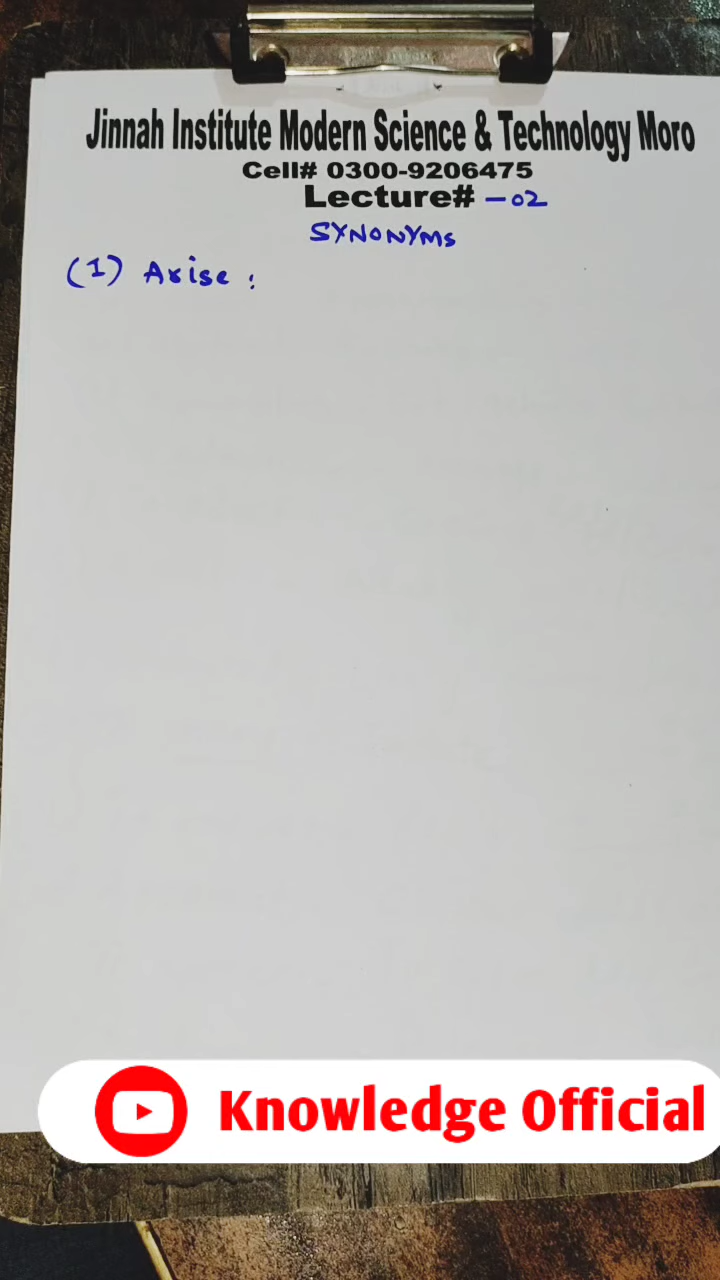 Jinnah Institute Modern Science & Technology Moro
Cell# 0300-9206475
Lecture# -02
SYNONYMS
(1) Arise :
Knowledge Official